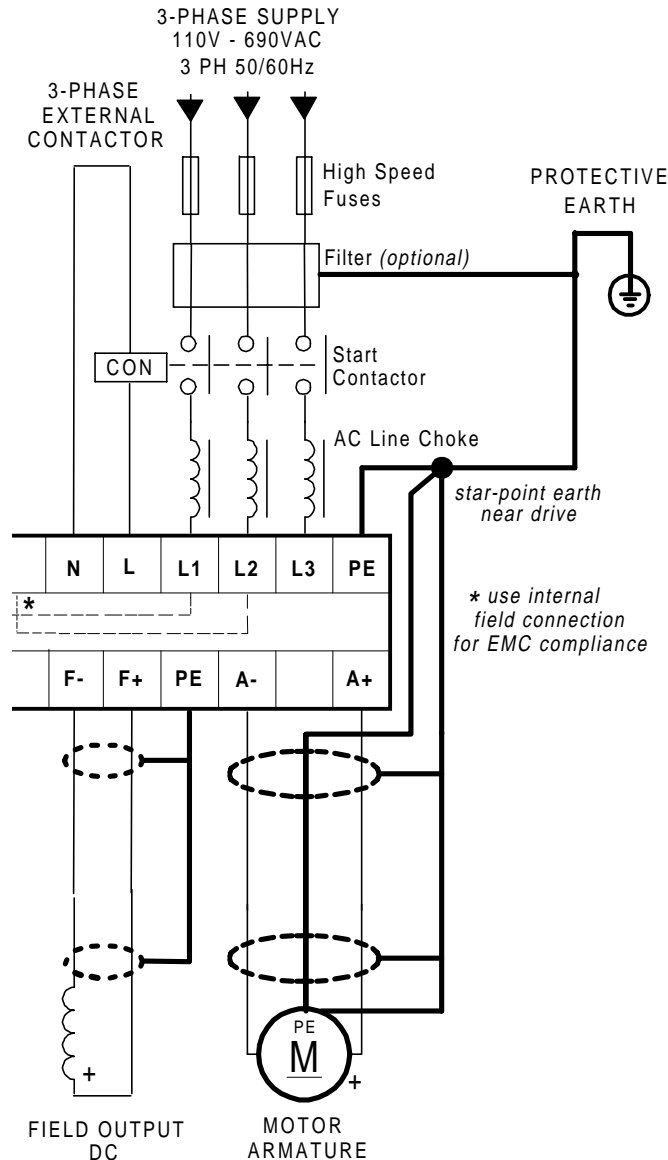 3-PHASE SUPPLY
110V - 690VAC
3 PH 50/60Hz
3-PHASE
EXTERNAL
CONTACTOR
High Speed
Fuses
PROTECTIVE
EARTH
Filter (optional)
CON
Start
Contactor
AC Line Choke
star-point earth
near drive
N L L1 L2 L3 PE
*
* use internal
field connection
for EMC compliance
F- F+ PE A- A+
PE
M
+
+
FIELD OUTPUT
DC
MOTOR
ARMATURE